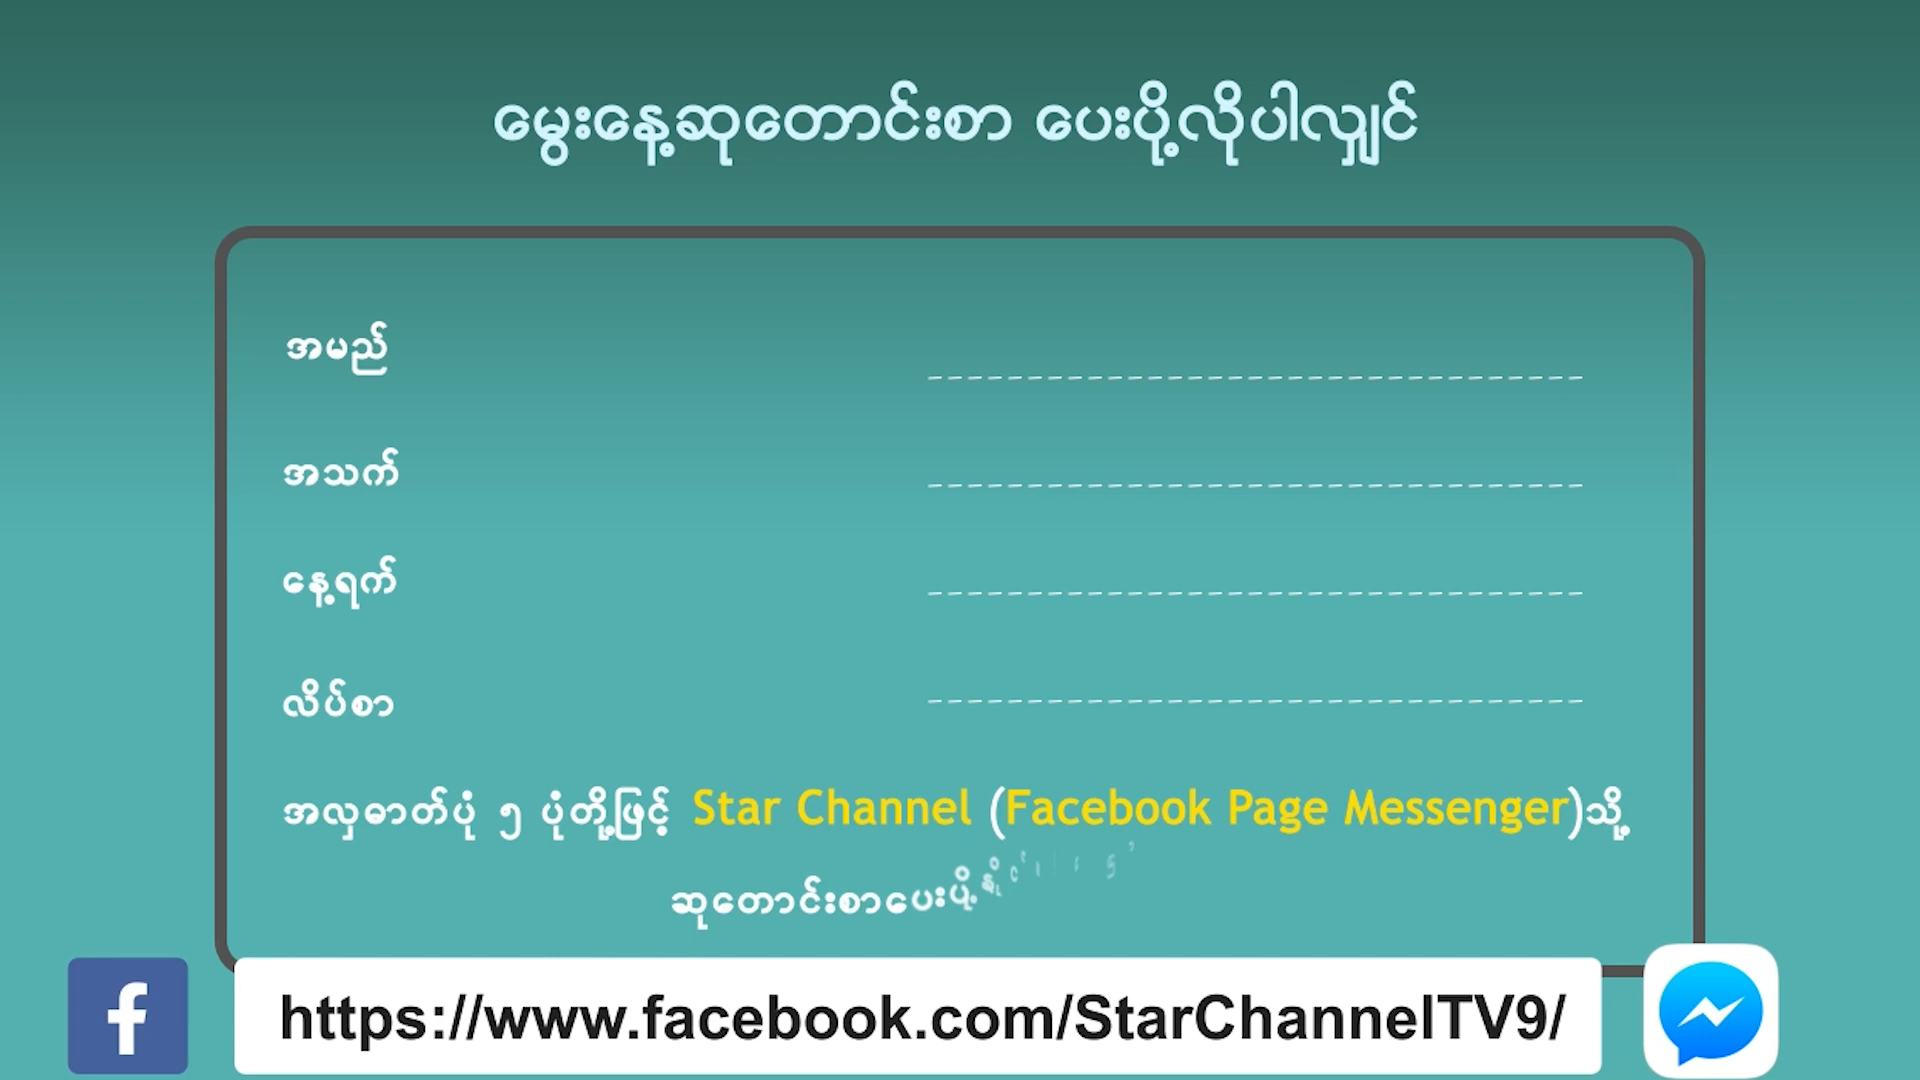 မွေးနေ့ဆုတောင်းစာ ပေးပို့လိုပါလျှင်
အမည်
အသက်
နေ့ရက်
လိပ်စာ
အလှဓာတ်ပုံ ၅ ပုံတို့ဖြင့် Star Channel (Facebook Page Messenger)သို့
ဆုတောင်းစာပေးပို့နို င်
https://www.facebook.com/StarChannelTV9/